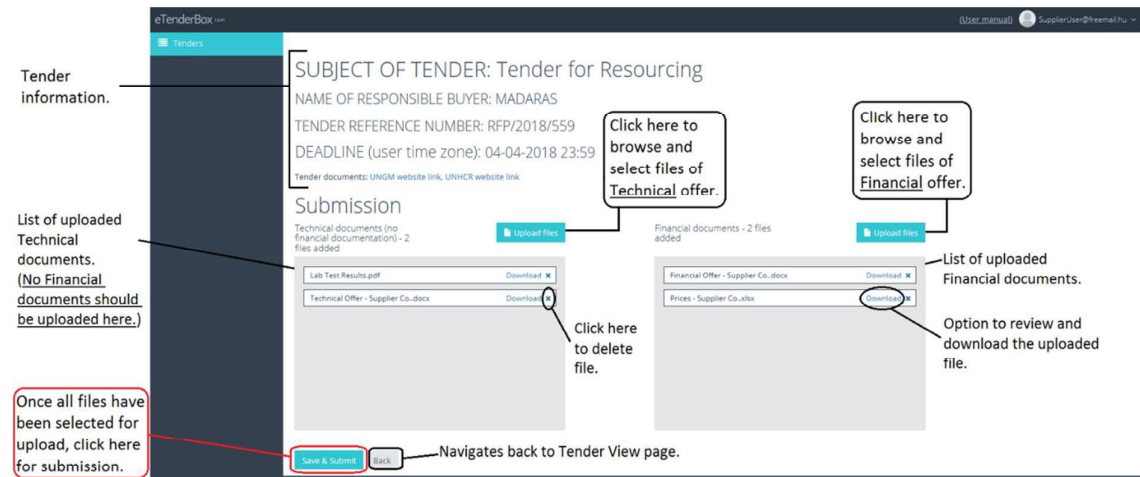 eTenderBox
(User manual) SupplierUser@freemail.hu
Tenders
Tender
information.
SUBJECT OF TENDER: Tender for Resourcing
NAME OF RESPONSIBLE BUYER: MADARAS
TENDER REFERENCE NUMBER: RFP/2018/559
DEADLINE (user time zone): 04-04-2018 23:59
Tender documents: UNGM website link, UNHCR website link
Click here to
browse and
select files of
Technical offer.
Click here to
browse and
select files of
Financial offer.
Submission
Technical documents (no
financial documentation) - 2
files added
Upload files
Financial documents - 2 files
added
Upload files
List of uploaded
Technical
documents.
(No Financial
documents should
be uploaded here.)
Lab Test Results.pdf Download
Technical Offer - Supplier Co..docx Download
Financial Offer - Supplier Co..docx Download
Prices - Supplier Co..xlsx Download
List of uploaded
Financial documents.
Click here
to delete
file.
Option to review and
download the uploaded
file.
Once all files have
been selected for
upload, click here
for submission.
Save & Submit
Back
Navigates back to Tender View page.